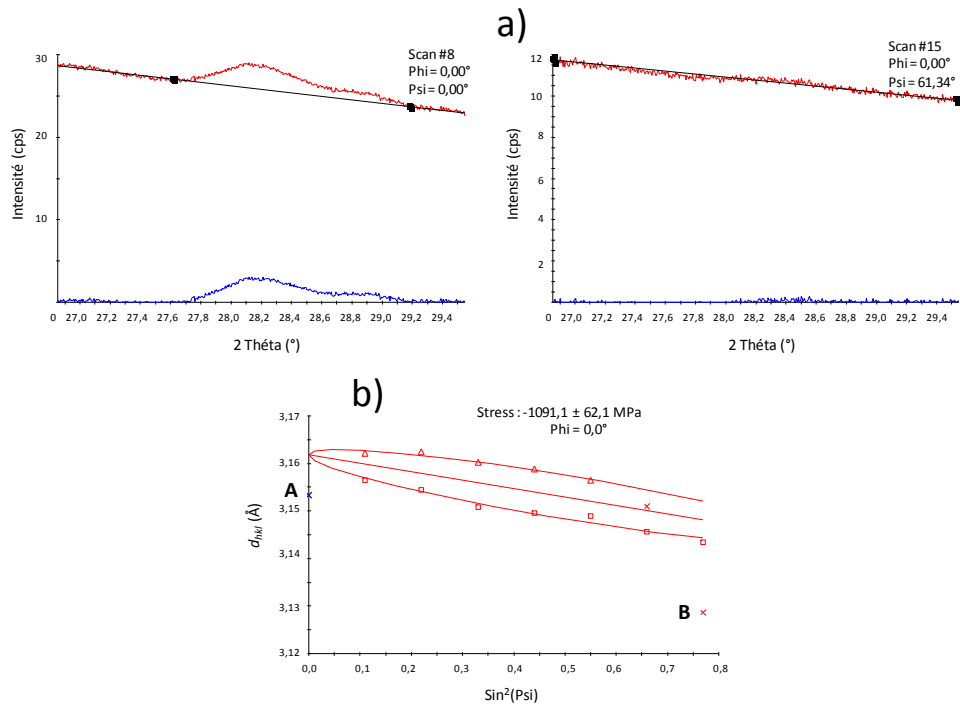 a)
Scan #8
Phi = 0,00°
Psi = 0,00°
30
20
10
Intensité (cps)
0 27,0 27,2 27,4 27,6 27,8 28,0 28,2 28,4 28,6 28,8 29,0 29,2 29,4
2 Théta (°)
Scan #15
Phi = 0,00°
Psi = 61,34°
12
10
8
6
4
2
Intensité (cps)
0 27,0 27,2 27,4 27,6 27,8 28,0 28,2 28,4 28,6 28,8 29,0 29,2 29,4
2 Théta (°)
b)
Stress : -1091,1 ± 62,1 MPa
Phi = 0,0°
3,17
3,16
3,15
3,14
3,13
3,12
d hkl (Å)
A
B
0,0 0,1 0,2 0,3 0,4 0,5 0,6 0,7 0,8
Sin²(Psi)